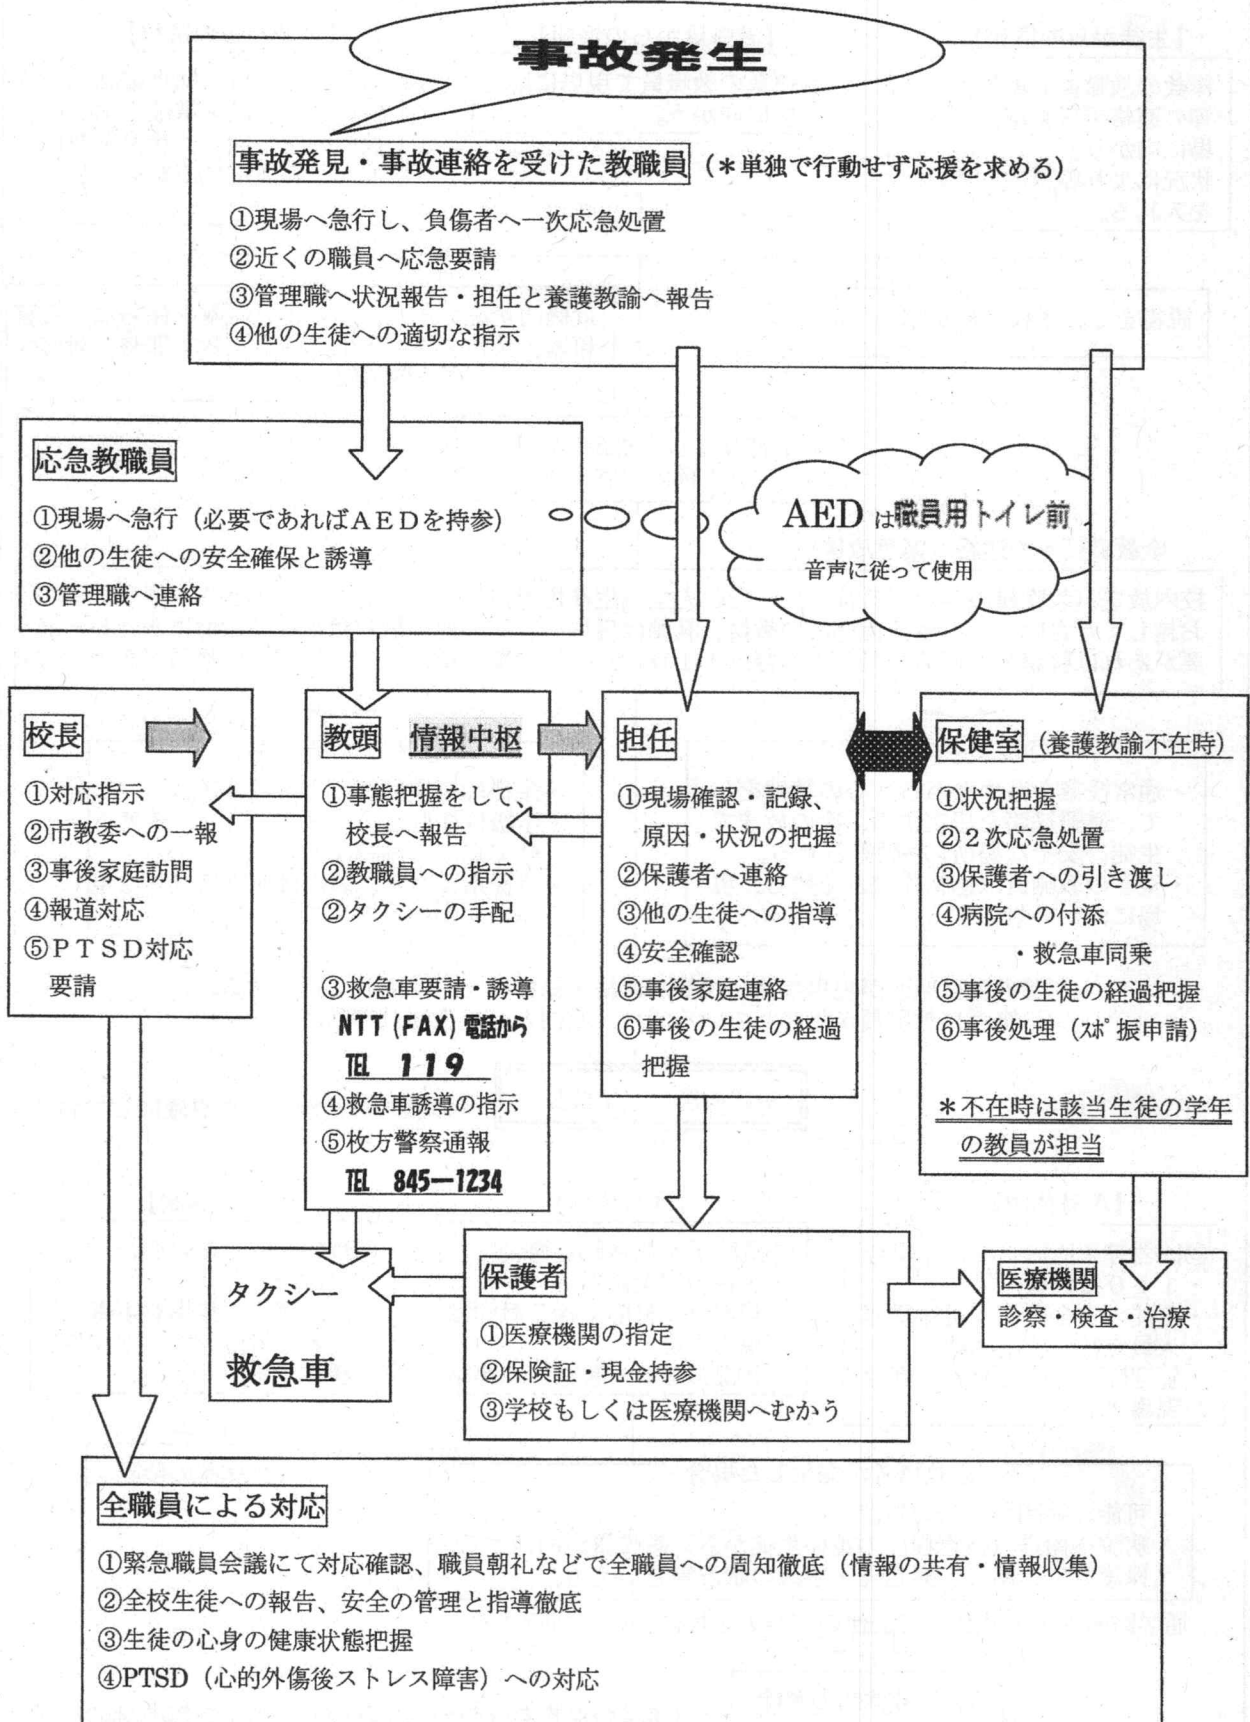 事故発生
事故発見・事故連絡を受けた教職員（＊単独で行動せず応援を求める）
①現場へ急行し、負傷者へ一次応急処置
②近くの職員へ応急要請
③管理職へ状況報告・担任と養護教諭へ報告
④他の生徒への適切な指示
応急教職員
①現場へ急行（必要であればＡＥＤを持参）
②他の生徒への安全確保と誘導
③管理職へ連絡
AED は職員用トイレ前
音声に従って使用
校長
①対応指示
②市教委への一報
③事後家庭訪問
④報道対応
⑤ＰＴＳＤ対応
要請
教頭 情報中枢
①事態把握をして、
校長へ報告
②教職員への指示
②タクシーの手配
③救急車要請・誘導
NTT（FAX）電話から
TEL 119
④救急車誘導の指示
⑤枚方警察通報
TEL 845－1234
担任
①現場確認・記録、
原因・状況の把握
②保護者へ連絡
③他の生徒への指導
④安全確認
⑤事後家庭連絡
⑥事後の生徒の経過
把握
保健室（養護教諭不在時）
①状況把握
②２次応急処置
③保護者への引き渡し
④病院への付添
・救急車同乗
⑤事後の生徒の経過把握
⑥事後処理（ｽﾎﾟ振申請）
＊不在時は該当生徒の学年
の教員が担当
タクシー
救急車
保護者
①医療機関の指定
②保険証・現金持参
③学校もしくは医療機関へむかう
医療機関
診察・検査・治療
全職員による対応
①緊急職員会議にて対応確認、職員朝礼などで全職員への周知徹底（情報の共有・情報収集）
②全校生徒への報告、安全の管理と指導徹底
③生徒の心身の健康状態把握
④PTSD（心的外傷後ストレス障害）への対応